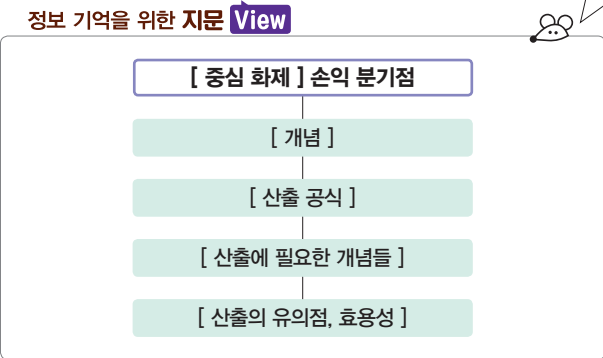 정보 기억을 위한 지문 View
[ 중심 화제 ] 손익 분기점
[ 개념 ]
[ 산출 공식 ]
[ 산출에 필요한 개념들 ]
[ 산출의 유의점, 효용성 ]